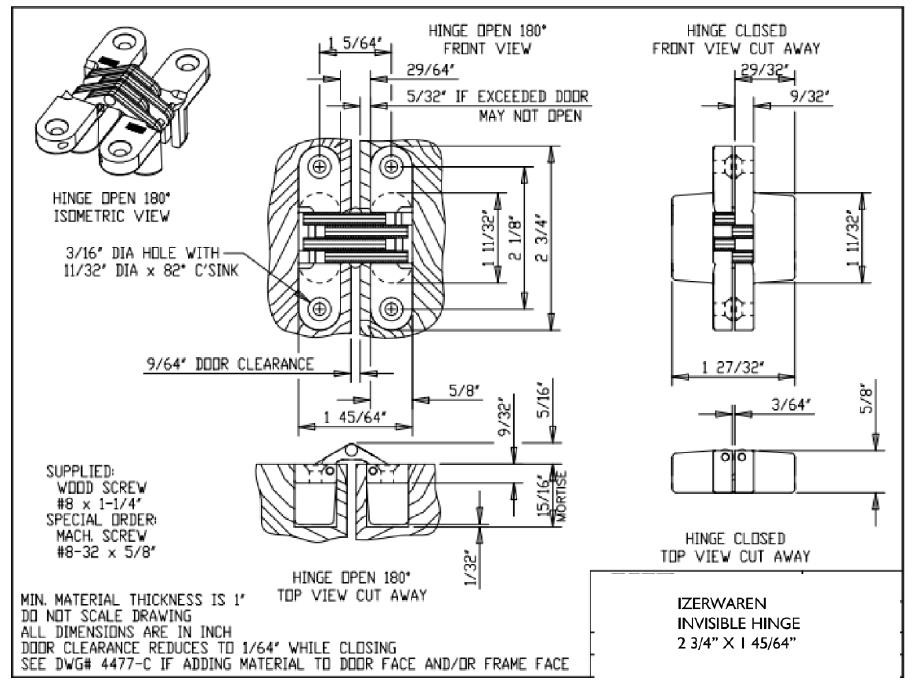 HINGE OPEN 180°
FRONT VIEW
1 5/64"
29/64"
5/32" IF EXCEEDED DOOR
MAY NOT OPEN
HINGE CLOSED
FRONT VIEW CUT AWAY
29/32"
9/32"
HINGE OPEN 180°
ISOMETRIC VIEW
3/16" DIA HOLE WITH
11/32" DIA x 82° C'SINK
1 11/32"
2 1/8"
2 3/4"
1 11/32"
9/64" DOOR CLEARANCE
5/8"
1 45/64"
1 27/32"
3/64"
5/8"
9/32"
5/16"
15/16"
MORTISE
1/32"
SUPPLIED:
WOOD SCREW
#8 x 1-1/4"
SPECIAL ORDER:
MACH. SCREW
#8-32 x 5/8"
HINGE OPEN 180°
TOP VIEW CUT AWAY
HINGE CLOSED
TOP VIEW CUT AWAY
MIN. MATERIAL THICKNESS IS 1"
DO NOT SCALE DRAWING
ALL DIMENSIONS ARE IN INCH
DOOR CLEARANCE REDUCES TO 1/64" WHILE CLOSING
SEE DWG# 4477-C IF ADDING MATERIAL TO DOOR FACE AND/OR FRAME FACE
IZERWAREN
INVISIBLE HINGE
2 3/4" X 1 45/64"